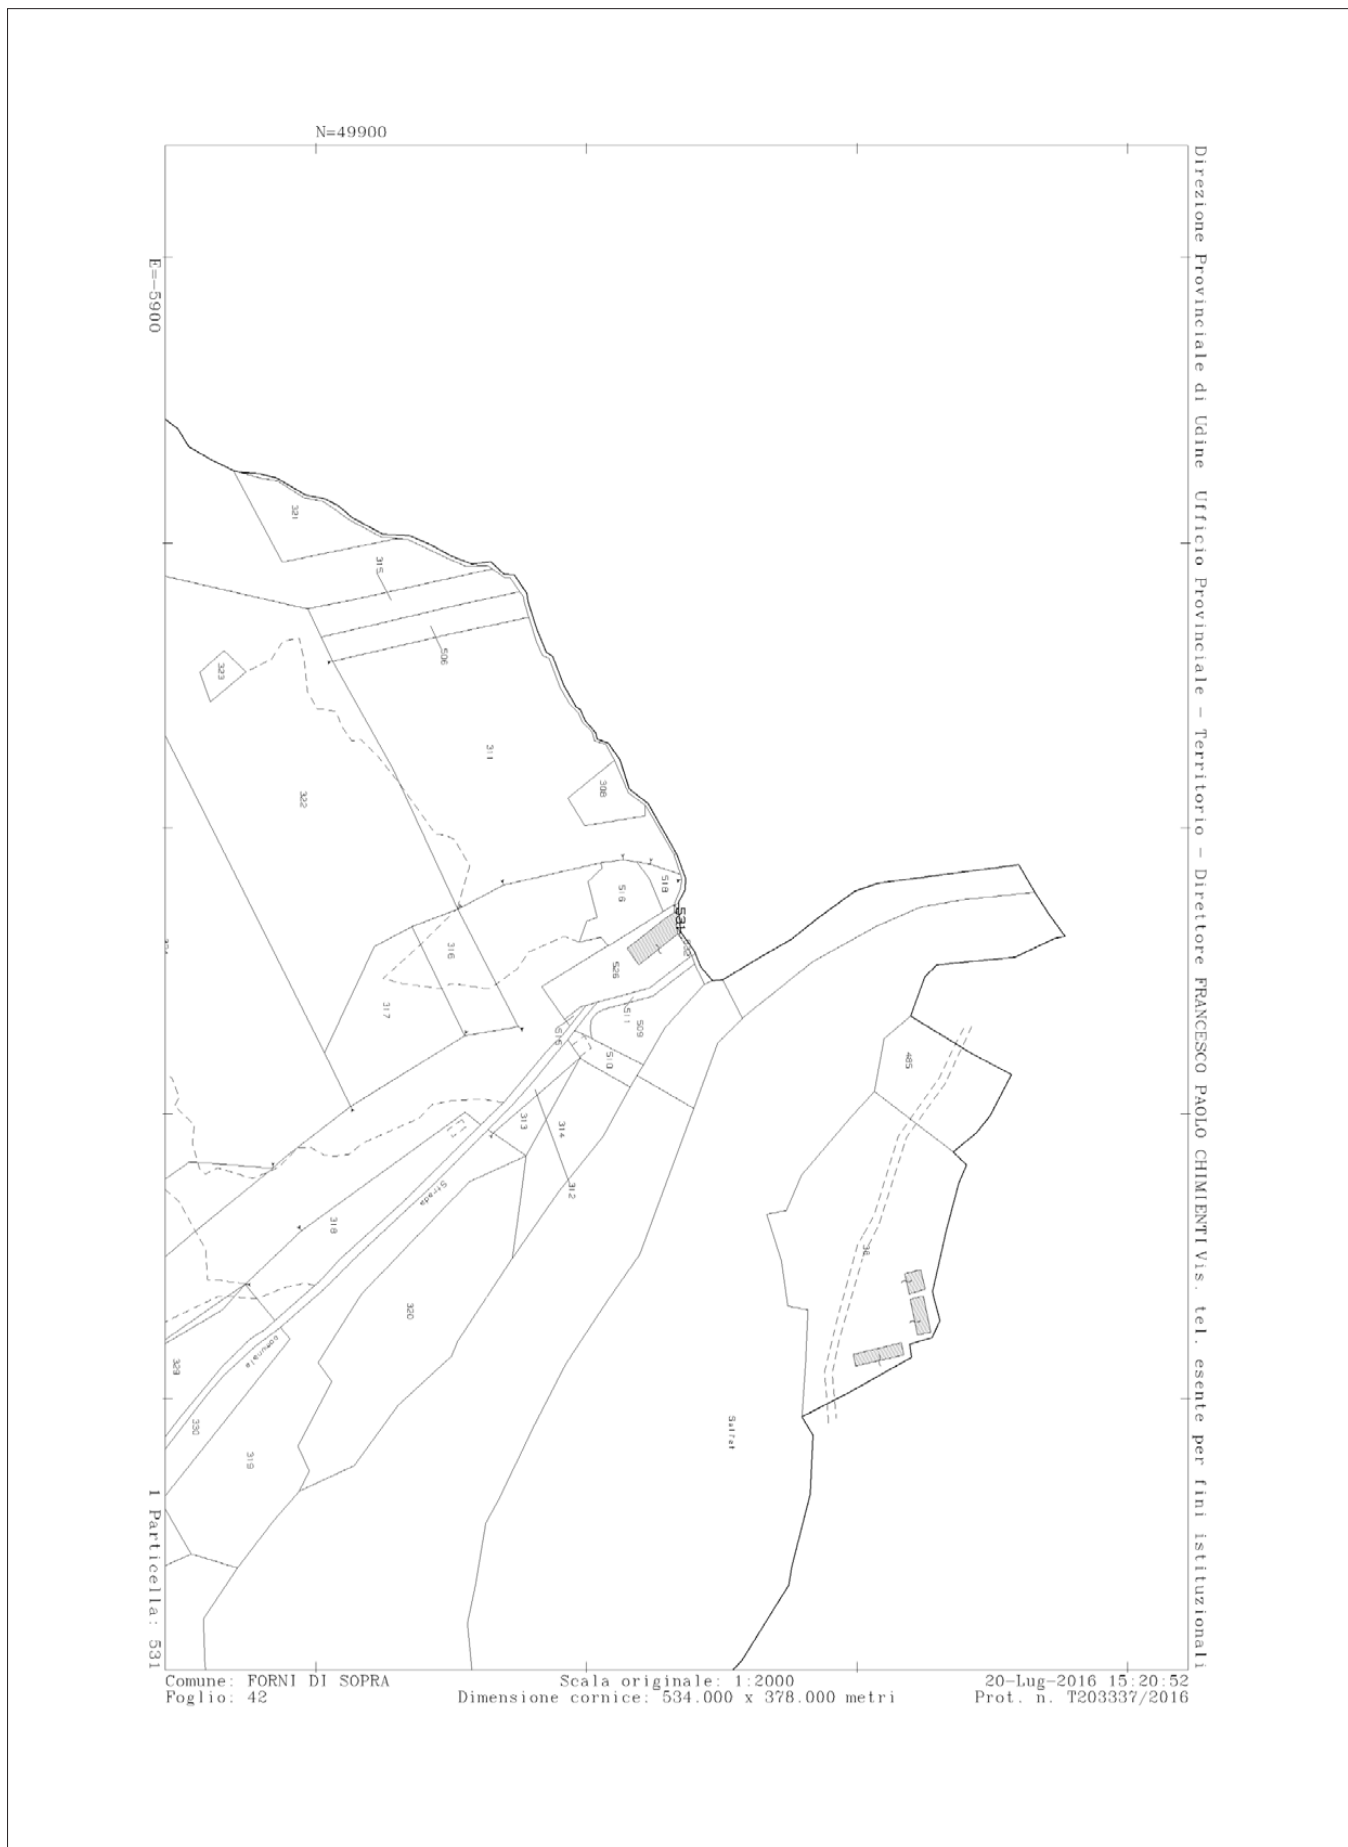 N=49900
E=-5900
Direzione Provinciale di Udine Ufficio Provinciale - Territorio - Direttore FRANCESCO PAOLO CHIMIENTI Vis. tel. esente per fini istituzionali
321
315
506
323
311
308
322
518
516
531
526
316
317
511
509
516
510
485
313
314
312
Strada
318
36
320
comunale
329
330
319
1 Particella: 531
Comune: FORNI DI SOPRA
Foglio: 42
Scala originale: 1:2000
Dimensione cornice: 534.000 x 378.000 metri
20-Lug-2016 15:20:52
Prot. n. T203337/2016